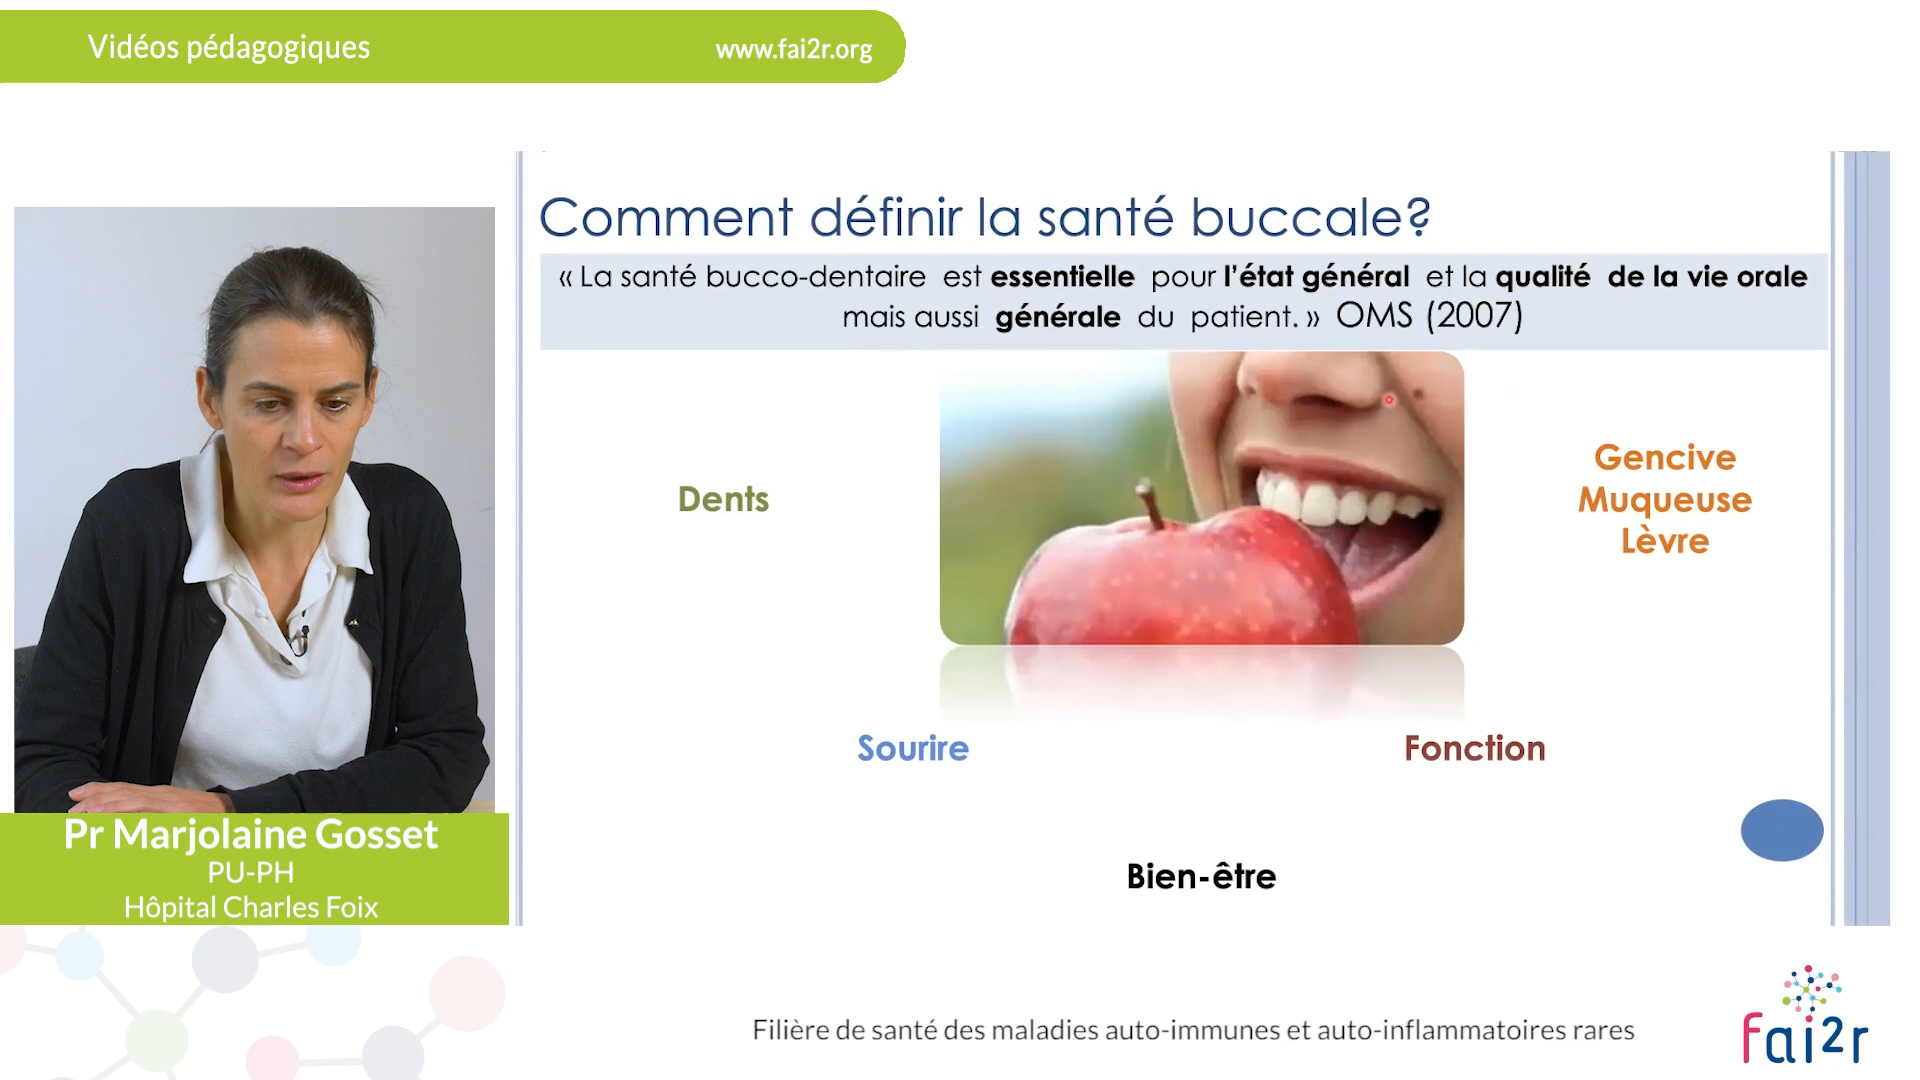 Vidéos pédagogiques
www.fai2r.org
Comment définir la santé buccale?
« La santé bucco-dentaire est essentielle pour l'état général et la qualité de la vie orale
mais aussi générale du patient. » OMS (2007)
Dents
Gencive
Muqueuse
Lèvre
Sourire
Fonction
Bien-être
Pr Marjolaine Gosset
PU-PH
Hôpital Charles Foix
Filière de santé des maladies auto-immunes et auto-inflammatoires rares
fai2r